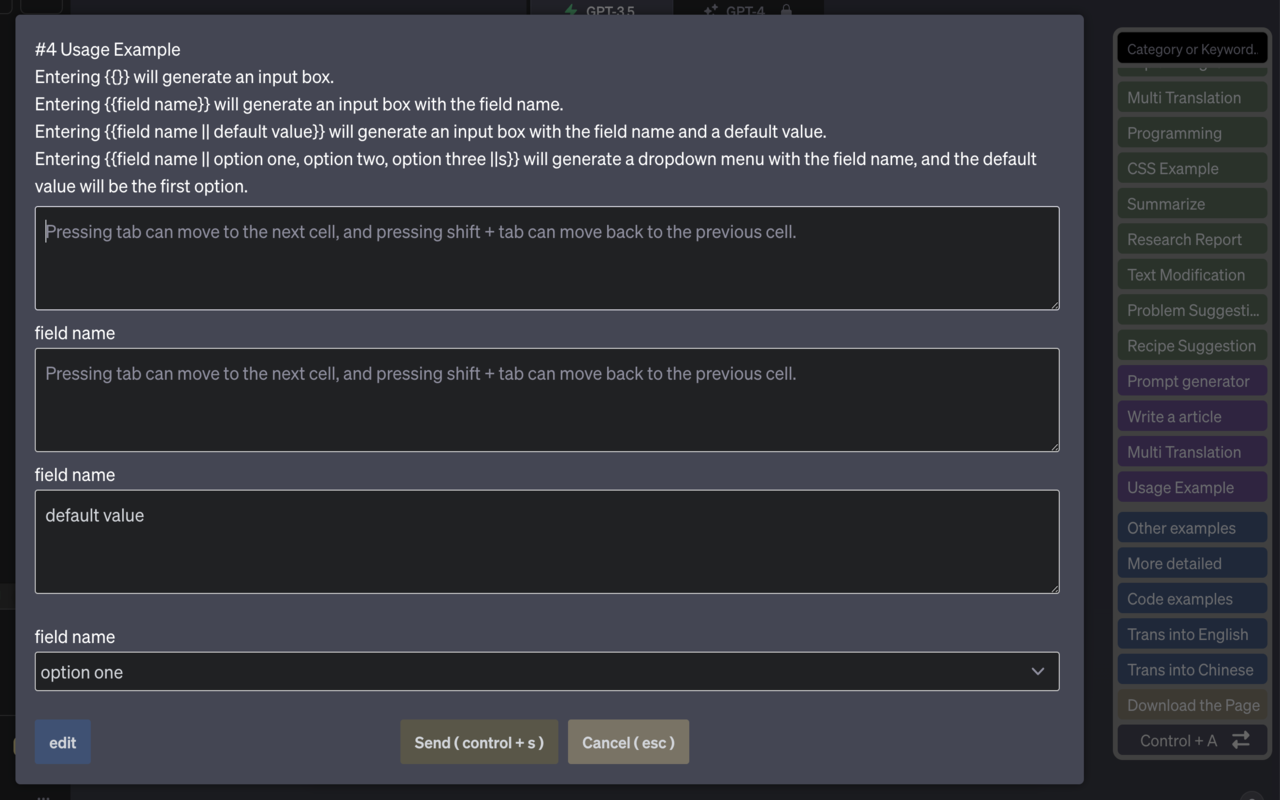 GPT-3.5
GPT-4
#4 Usage Example
Entering {{}} will generate an input box.
Entering {{field name}} will generate an input box with the field name.
Entering {{field name || default value}} will generate an input box with the field name and a default value.
Entering {{field name || option one, option two, option three ||s}} will generate a dropdown menu with the field name, and the default
value will be the first option.
Pressing tab can move to the next cell, and pressing shift + tab can move back to the previous cell.
field name
Pressing tab can move to the next cell, and pressing shift + tab can move back to the previous cell.
field name
default value
field name
option one
edit
Send ( control + s )
Cancel ( esc )
Category or Keyword.
Multi Translation
Programming
CSS Example
Summarize
Research Report
Text Modification
Problem Suggesti...
Recipe Suggestion
Prompt generator
Write a article
Multi Translation
Usage Example
Other examples
More detailed
Code examples
Trans into English
Trans into Chinese
Download the Page
Control + A